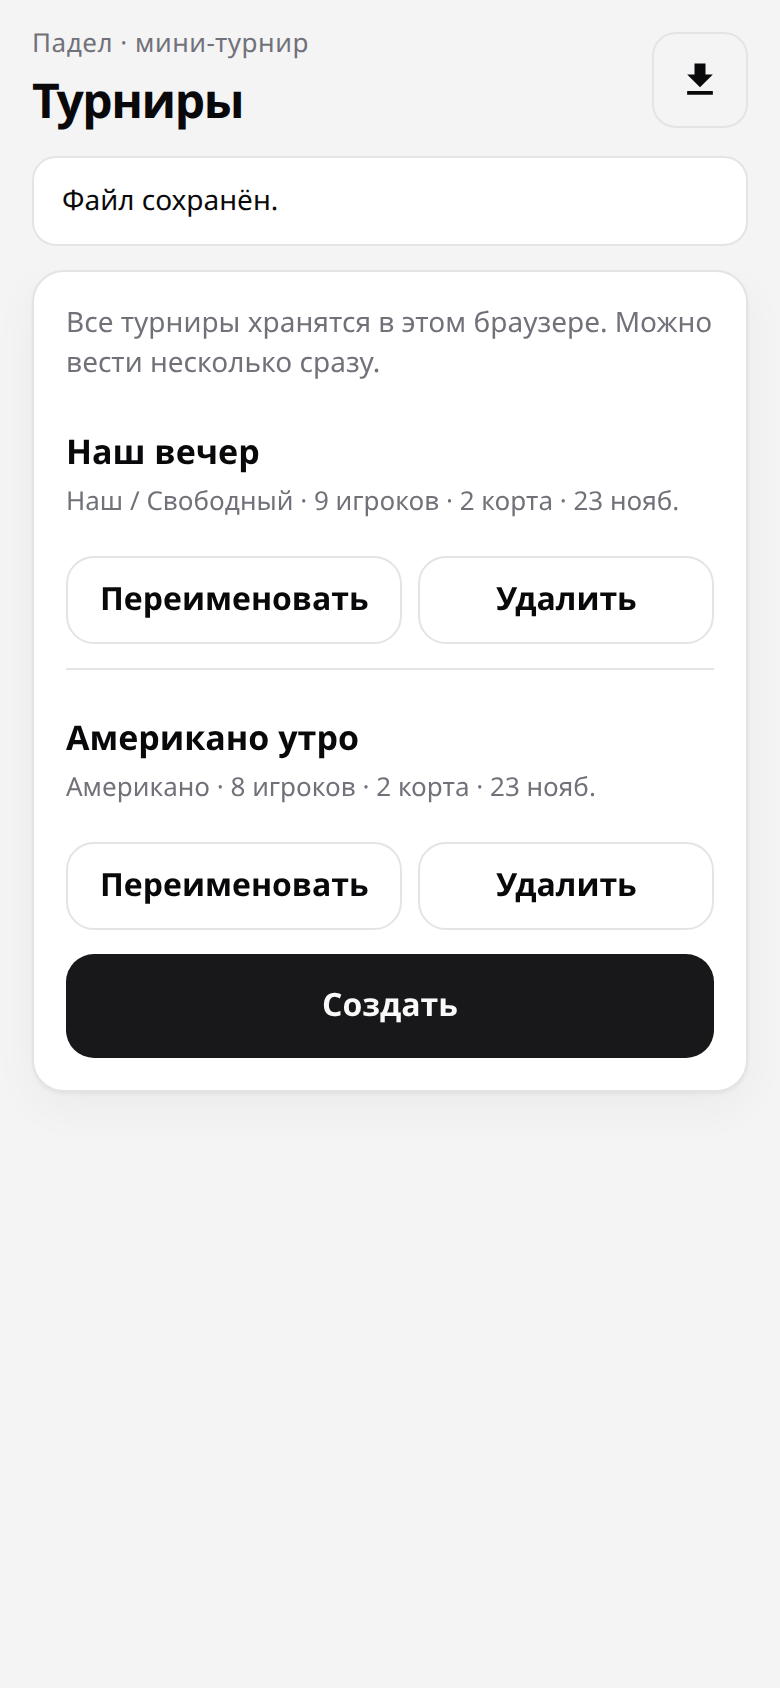 Падел · мини-турнир
Турниры
Файл сохранён.
Все турниры хранятся в этом браузере. Можно
вести несколько сразу.
Наш вечер
Наш / Свободный · 9 игроков · 2 корта · 23 нояб.
Переименовать
Удалить
Американо утро
Американо · 8 игроков · 2 корта · 23 нояб.
Переименовать
Удалить
Создать